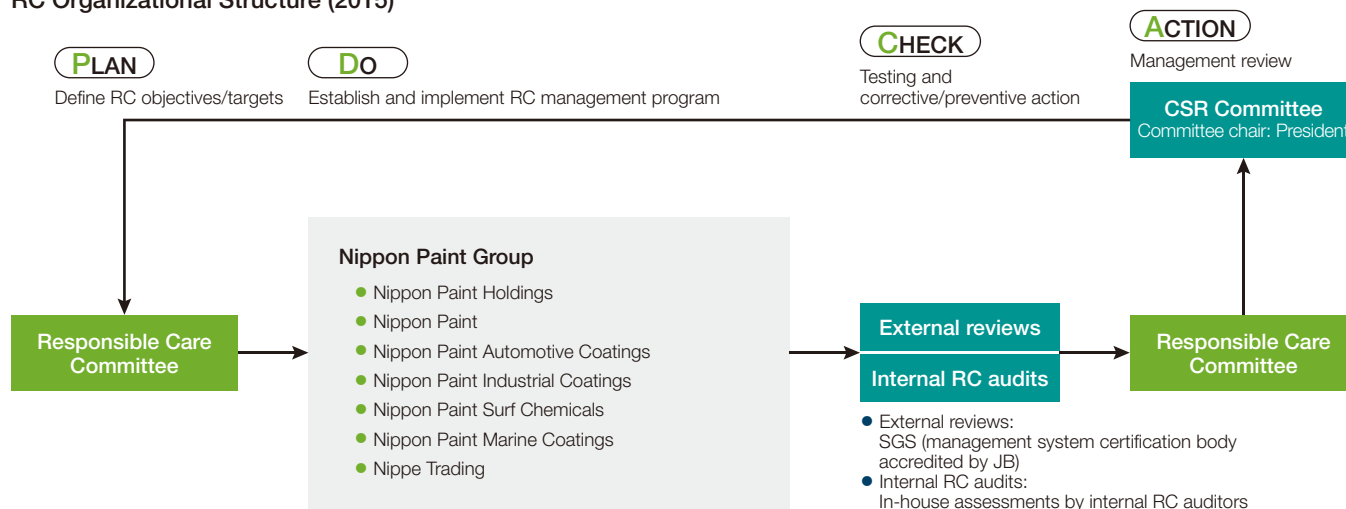 RC Organizational Structure (2015)
PLAN
Define RC objectives/targets
DO
Establish and implement RC management program
CHECK
Testing and
corrective/preventive action
ACTION
Management review
CSR Committee
Committee chair: President
Responsible Care
Committee
Nippon Paint Group
● Nippon Paint Holdings
● Nippon Paint
● Nippon Paint Automotive Coatings
● Nippon Paint Industrial Coatings
● Nippon Paint Surf Chemicals
● Nippon Paint Marine Coatings
● Nippe Trading
External reviews
Internal RC audits
● External reviews:
SGS (management system certification body
accredited by JB)
● Internal RC audits:
In-house assessments by internal RC auditors
Responsible Care
Committee